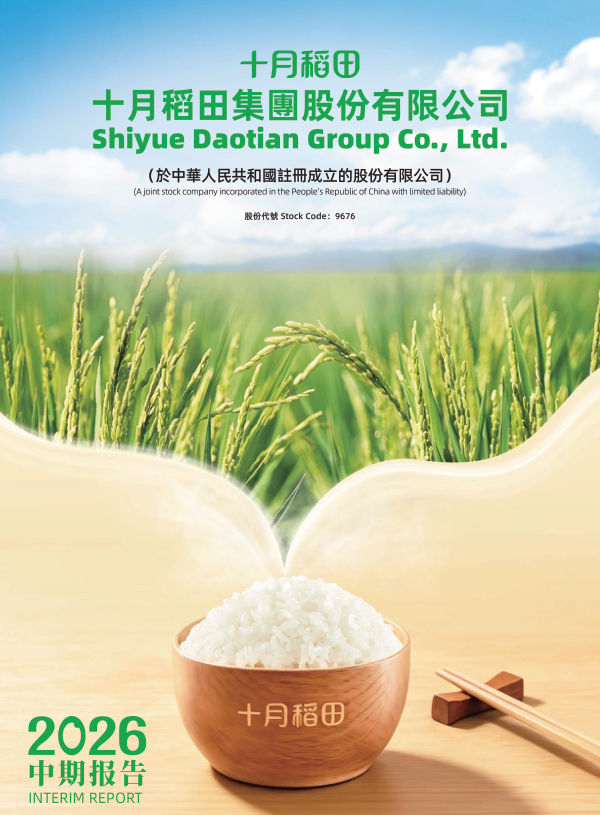 十月稻田
十月稻田集團股份有限公司
Shiyue Daotian Group Co., Ltd.
（於中華人民共和國註冊成立的股份有限公司）
(A joint stock company incorporated in the People's Republic of China with limited liability)
股份代號 Stock Code：9676
十月稻田
2026
中期报告
INTERIM REPORT